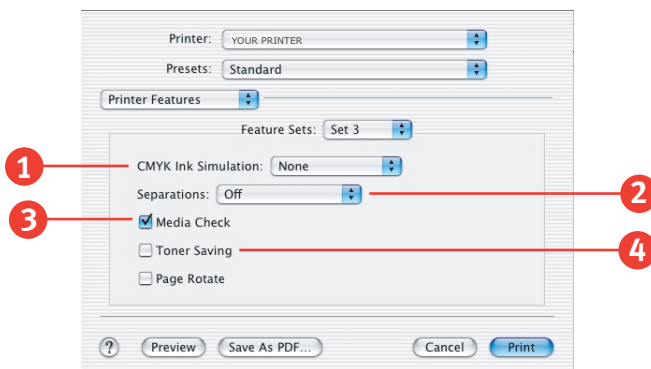 Printer: YOUR PRINTER
Presets: Standard
Printer Features
Feature Sets: Set 3
1 CMYK Ink Simulation: None
Separations: Off 2
3 Media Check
Toner Saving 4
Page Rotate
? Preview Save As PDF... Cancel Print